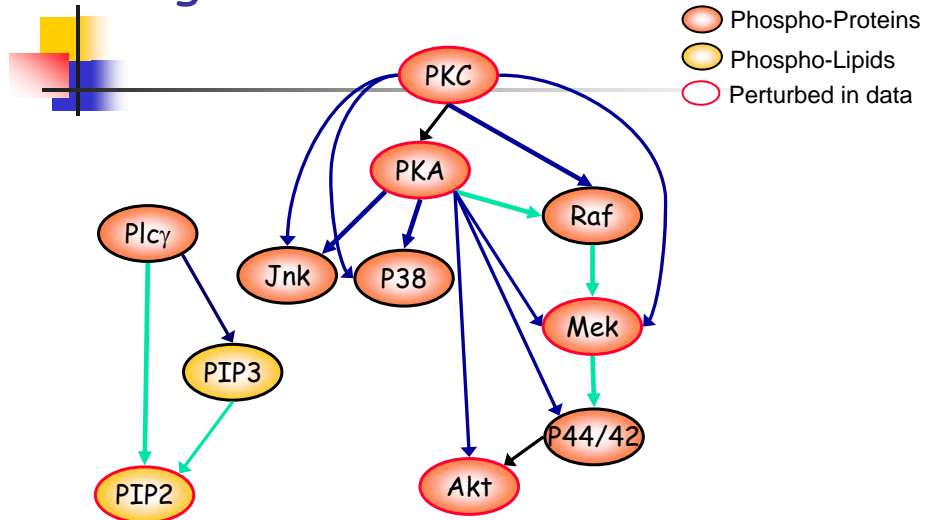 Phospho-Proteins
Phospho-Lipids
Perturbed in data
PKC
PKA
Raf
Plcγ
Jnk
P38
Mek
PIP3
P44/42
Akt
PIP2